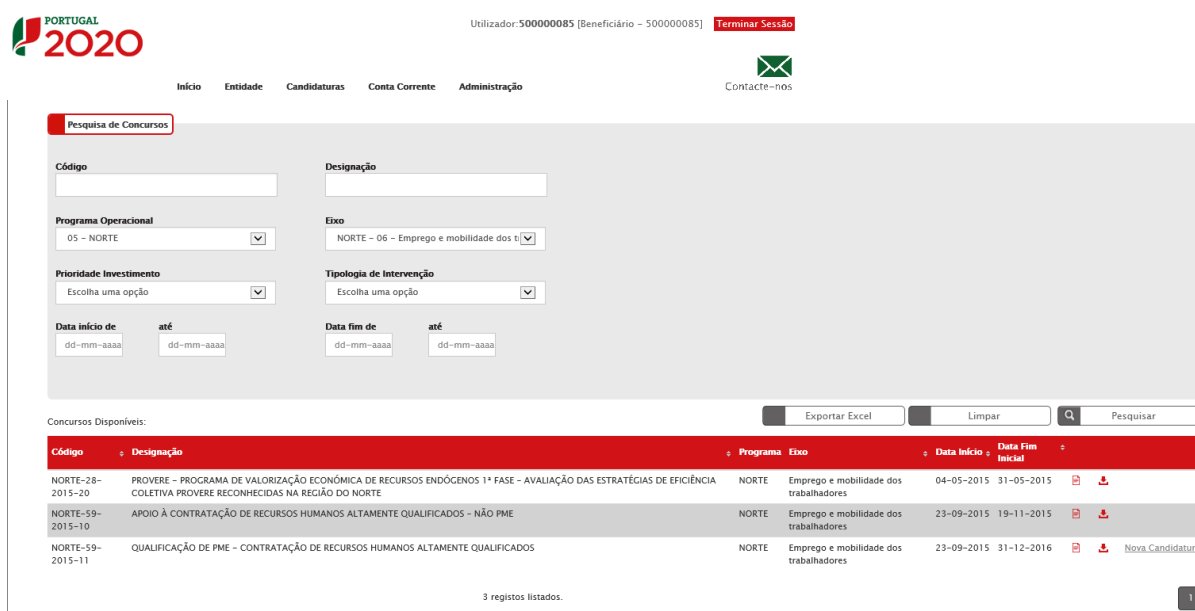 PORTUGAL
2020
Utilizador:500000085 [Beneficiário - 500000085] Terminar Sessão
Contacte-nos
Início Entidade Candidaturas Conta Corrente Administração
Pesquisa de Concursos
Código Designação
Programa Operacional Eixo
05 - NORTE NORTE - 06 - Emprego e mobilidade dos t
Prioridade Investimento Tipologia de Intervenção
Escolha uma opção Escolha uma opção
Data início de até Data fim de até
dd-mm-aaaa dd-mm-aaaa dd-mm-aaaa dd-mm-aaaa
Concursos Disponíveis: Exportar Excel Limpar Pesquisar
Código Designação Programa Eixo Data Início Data Fim
Inicial
NORTE-28- PROVERE - PROGRAMA DE VALORIZAÇÃO ECONÓMICA DE RECURSOS ENDÓGENOS 1ª FASE - AVALIAÇÃO DAS ESTRATÉGIAS DE EFICIÊNCIA NORTE Emprego e mobilidade dos 04-05-2015 31-05-2015
2015-20 COLETIVA PROVERE RECONHECIDAS NA REGIÃO DO NORTE trabalhadores
NORTE-59- APOIO À CONTRATAÇÃO DE RECURSOS HUMANOS ALTAMENTE QUALIFICADOS - NÃO PME NORTE Emprego e mobilidade dos 23-09-2015 19-11-2015
2015-10 trabalhadores
NORTE-59- QUALIFICAÇÃO DE PME - CONTRATAÇÃO DE RECURSOS HUMANOS ALTAMENTE QUALIFICADOS NORTE Emprego e mobilidade dos 23-09-2015 31-12-2016 Nova Candidatur
2015-11 trabalhadores
3 registos listados. 1